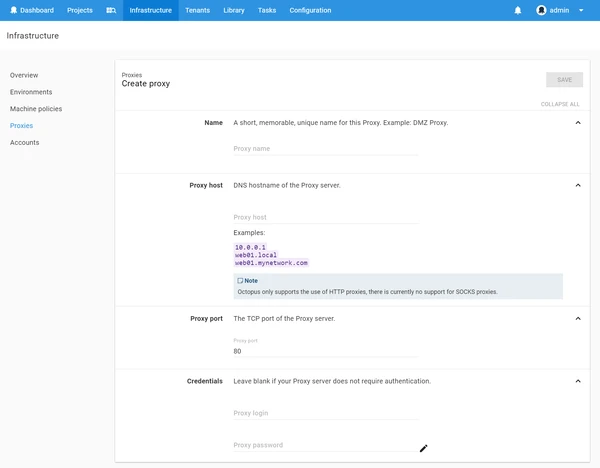 Dashboard Projects Infrastructure Tenants Library Tasks Configuration admin
Infrastructure
Overview
Environments
Machine policies
Proxies
Accounts
Proxies
Create proxy
SAVE
COLLAPSE ALL
Name A short, memorable, unique name for this Proxy. Example: DMZ Proxy.
Proxy name
Proxy host DNS hostname of the Proxy server.
Proxy host
Examples:
10.0.0.1
web01.local
web01.mynetwork.com
Note
Octopus only supports the use of HTTP proxies, there is currently no support for SOCKS proxies.
Proxy port The TCP port of the Proxy server.
Proxy port
80
Credentials Leave blank if your Proxy server does not require authentication.
Proxy login
Proxy password